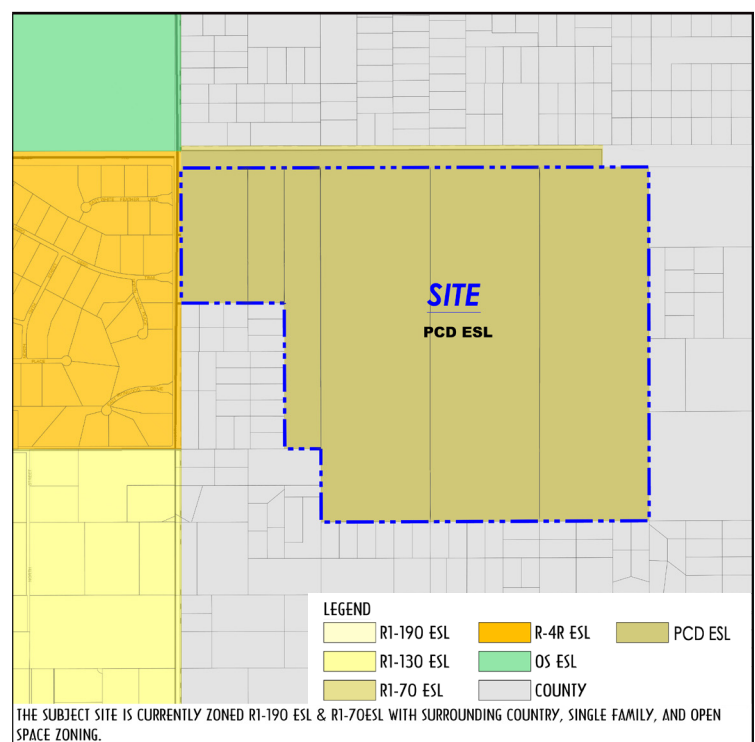 SITE
PCD ESL
LEGEND
R1-190 ESL
R-4R ESL
PCD ESL
R1-130 ESL
OS ESL
R1-70 ESL
COUNTY
THE SUBJECT SITE IS CURRENTLY ZONED R1-190 ESL & R1-70ESL WITH SURROUNDING COUNTRY, SINGLE FAMILY, AND OPEN
SPACE ZONING.